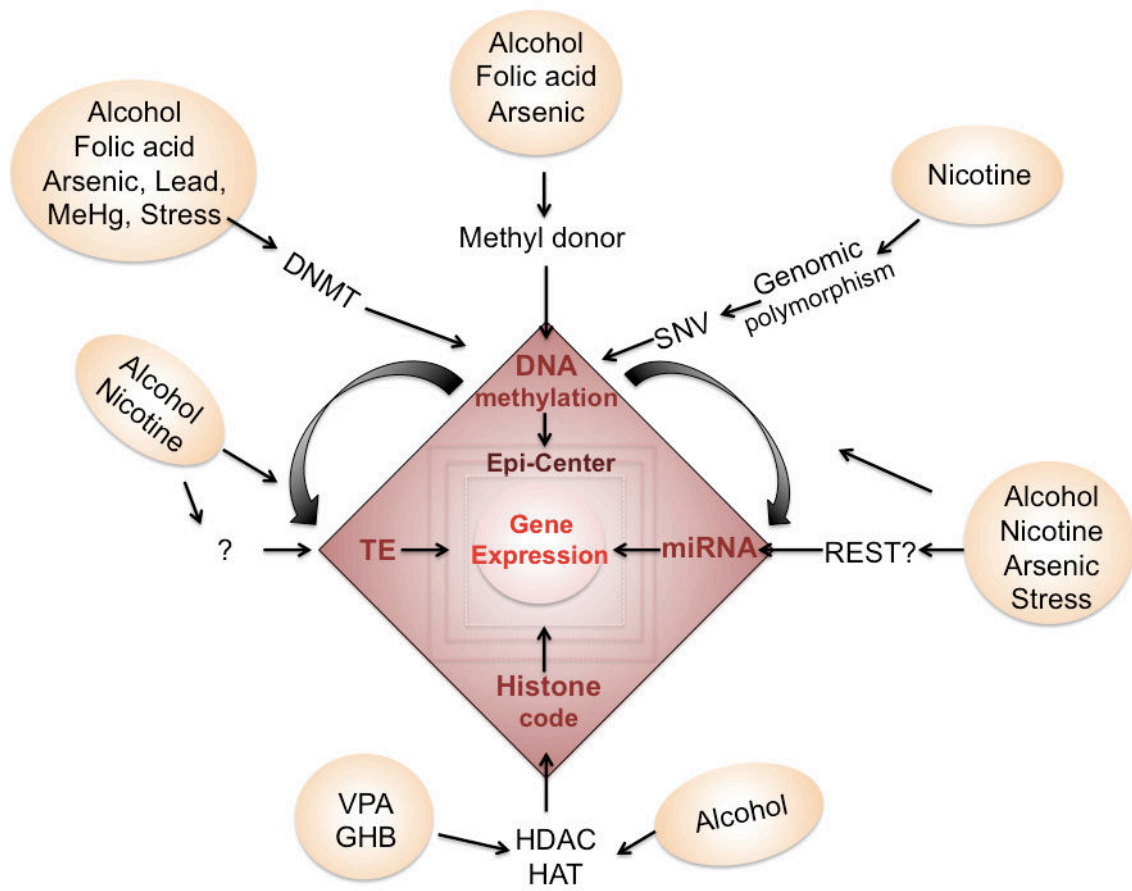 Alcohol
Folic acid
Arsenic
Alcohol
Folic acid
Arsenic, Lead,
MeHg, Stress
Nicotine
Methyl donor
DNMT
Genomic
polymorphism
SNV
DNA
methylation
Alcohol
Nicotine
Epi-Center
Gene
Expression
TE
miRNA
?
REST?
Alcohol
Nicotine
Arsenic
Stress
Histone
code
VPA
GHB
HDAC
HAT
Alcohol